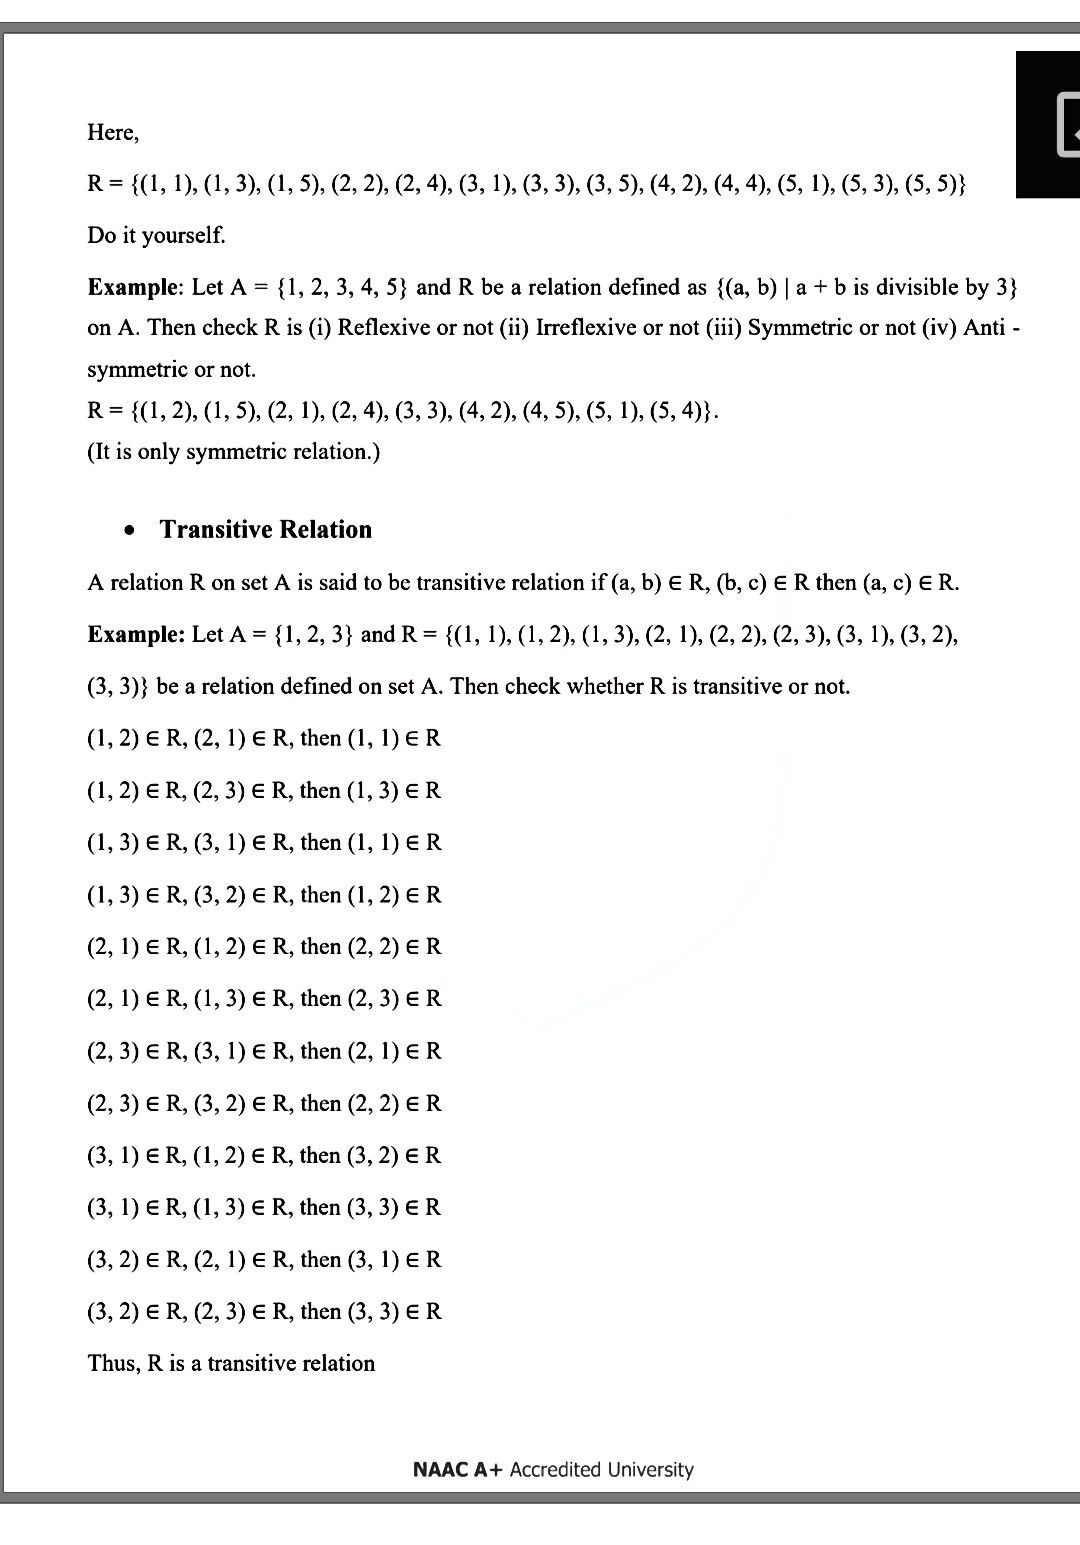 Here,
R = {(1, 1), (1, 3), (1, 5), (2, 2), (2, 4), (3, 1), (3, 3), (3, 5), (4, 2), (4, 4), (5, 1), (5, 3), (5, 5)}
Do it yourself.
Example: Let A = {1, 2, 3, 4, 5} and R be a relation defined as {(a, b) | a + b is divisible by 3}
on A. Then check R is (i) Reflexive or not (ii) Irreflexive or not (iii) Symmetric or not (iv) Anti -
symmetric or not.
R = {(1, 2), (1, 5), (2, 1), (2, 4), (3, 3), (4, 2), (4, 5), (5, 1), (5, 4)}.
(It is only symmetric relation.)
• Transitive Relation
A relation R on set A is said to be transitive relation if (a, b) ∈ R, (b, c) ∈ R then (a, c) ∈ R.
Example: Let A = {1, 2, 3} and R = {(1, 1), (1, 2), (1, 3), (2, 1), (2, 2), (2, 3), (3, 1), (3, 2),
(3, 3)} be a relation defined on set A. Then check whether R is transitive or not.
(1, 2) ∈ R, (2, 1) ∈ R, then (1, 1) ∈ R
(1, 2) ∈ R, (2, 3) ∈ R, then (1, 3) ∈ R
(1, 3) ∈ R, (3, 1) ∈ R, then (1, 1) ∈ R
(1, 3) ∈ R, (3, 2) ∈ R, then (1, 2) ∈ R
(2, 1) ∈ R, (1, 2) ∈ R, then (2, 2) ∈ R
(2, 1) ∈ R, (1, 3) ∈ R, then (2, 3) ∈ R
(2, 3) ∈ R, (3, 1) ∈ R, then (2, 1) ∈ R
(2, 3) ∈ R, (3, 2) ∈ R, then (2, 2) ∈ R
(3, 1) ∈ R, (1, 2) ∈ R, then (3, 2) ∈ R
(3, 1) ∈ R, (1, 3) ∈ R, then (3, 3) ∈ R
(3, 2) ∈ R, (2, 1) ∈ R, then (3, 1) ∈ R
(3, 2) ∈ R, (2, 3) ∈ R, then (3, 3) ∈ R
Thus, R is a transitive relation
NAAC A+ Accredited University